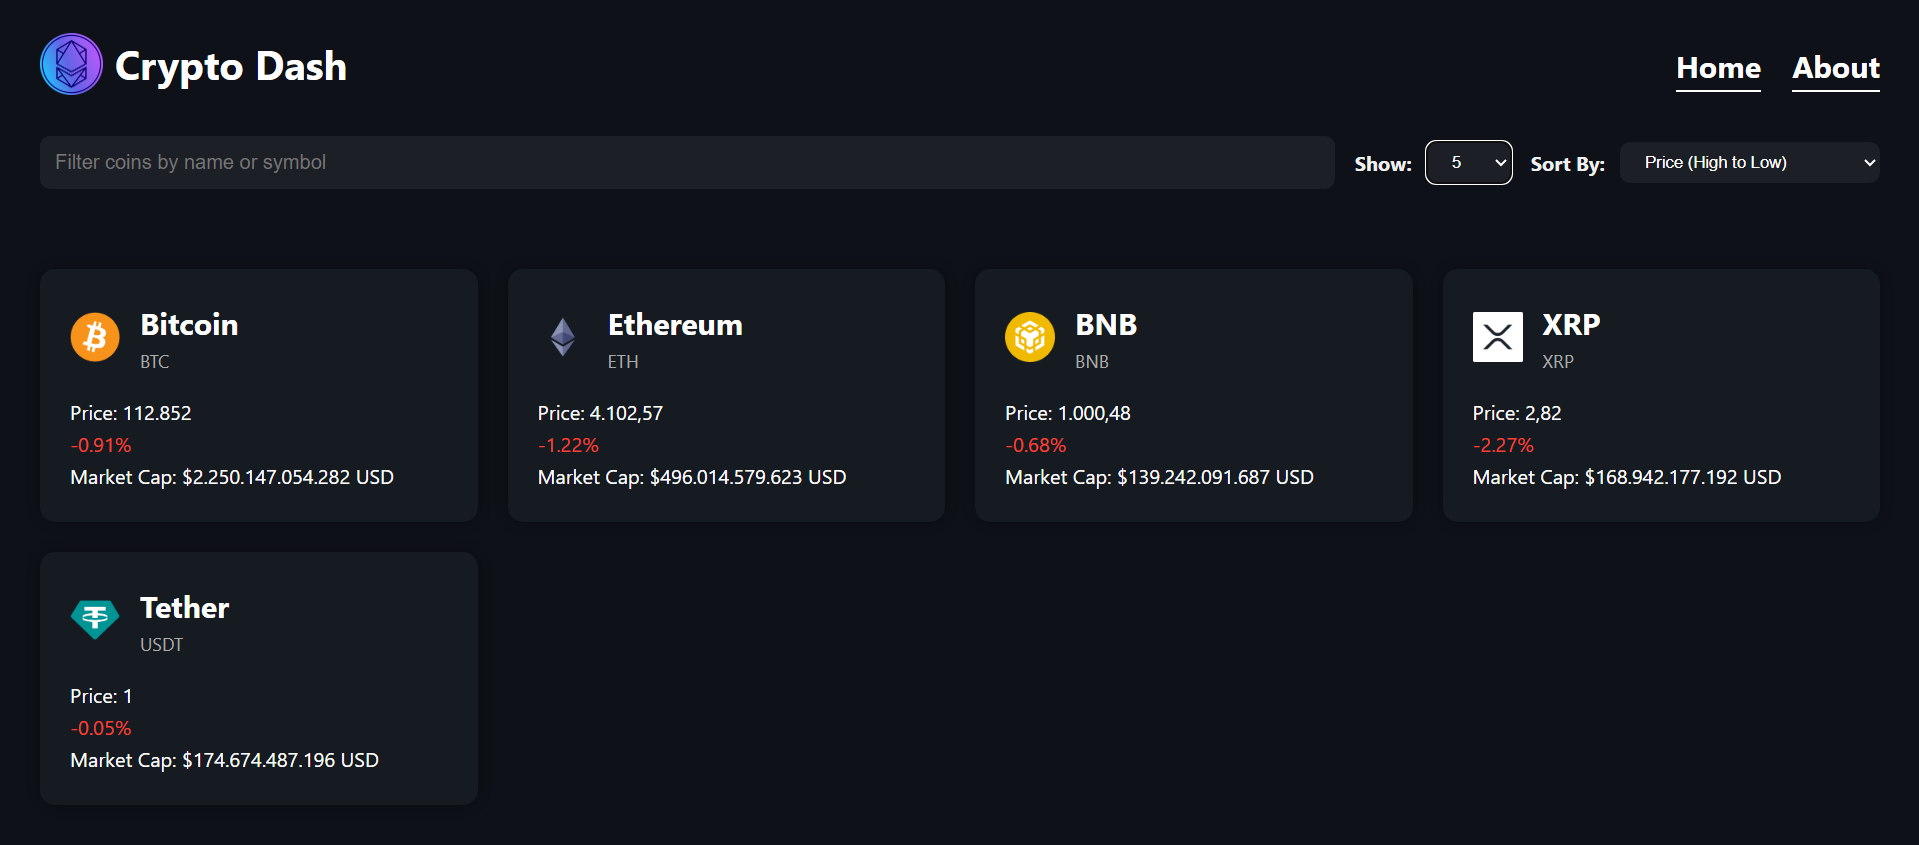 Crypto Dash
Home About
Filter coins by name or symbol
Show: 5 Sort By: Price (High to Low)
Bitcoin
BTC
Price: 112.852
-0.91%
Market Cap: $2.250.147.054.282 USD
Ethereum
ETH
Price: 4.102,57
-1.22%
Market Cap: $496.014.579.623 USD
BNB
BNB
Price: 1.000,48
-0.68%
Market Cap: $139.242.091.687 USD
XRP
XRP
Price: 2,82
-2.27%
Market Cap: $168.942.177.192 USD
Tether
USDT
Price: 1
-0.05%
Market Cap: $174.674.487.196 USD